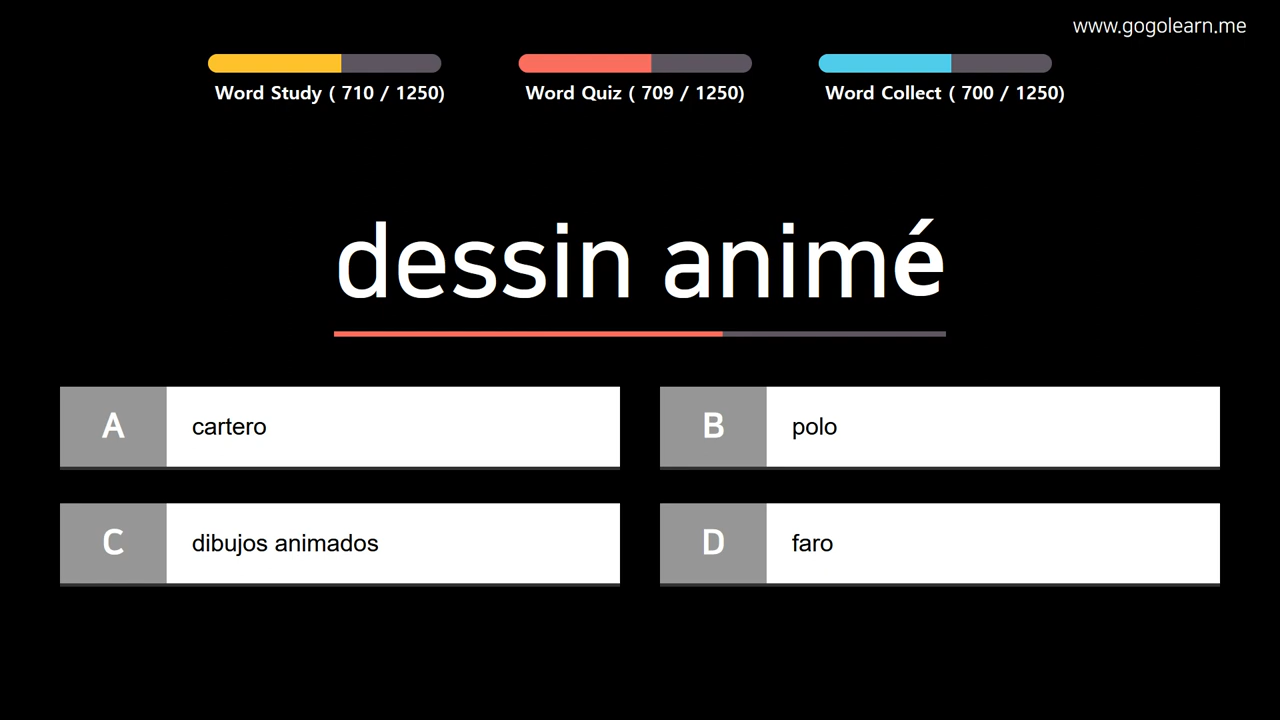 www.gogolearn.me
Word Study ( 710 / 1250)
Word Quiz ( 709 / 1250)
Word Collect ( 700 / 1250)
dessin animé
A cartero
B polo
C dibujos animados
D faro